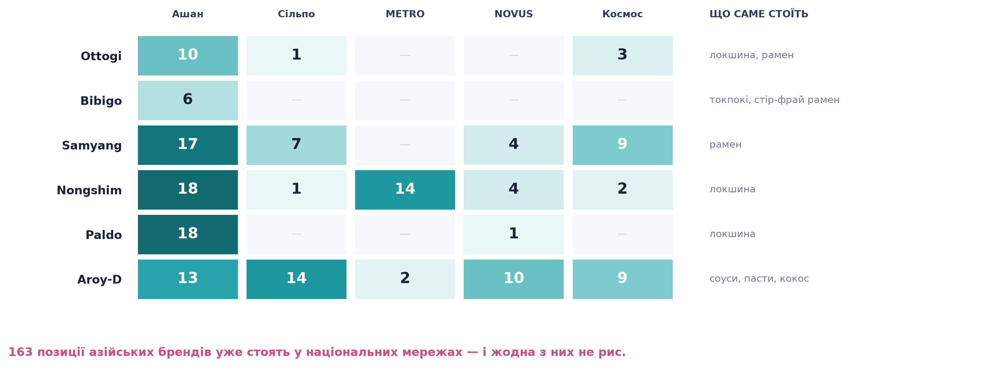 Ашан Сільпо METRO NOVUS Космос ЩО САМЕ СТОЇТЬ
Ottogi 10 1 — — 3 локшина, рамен
Bibigo 6 — — — — токпокі, стір-фрай рамен
Samyang 17 7 — 4 9 рамен
Nongshim 18 1 14 4 2 локшина
Paldo 18 — — 1 — локшина
Aroy-D 13 14 2 10 9 соуси, пасти, кокос
163 позиції азійських брендів уже стоять у національних мережах — і жодна з них не рис.